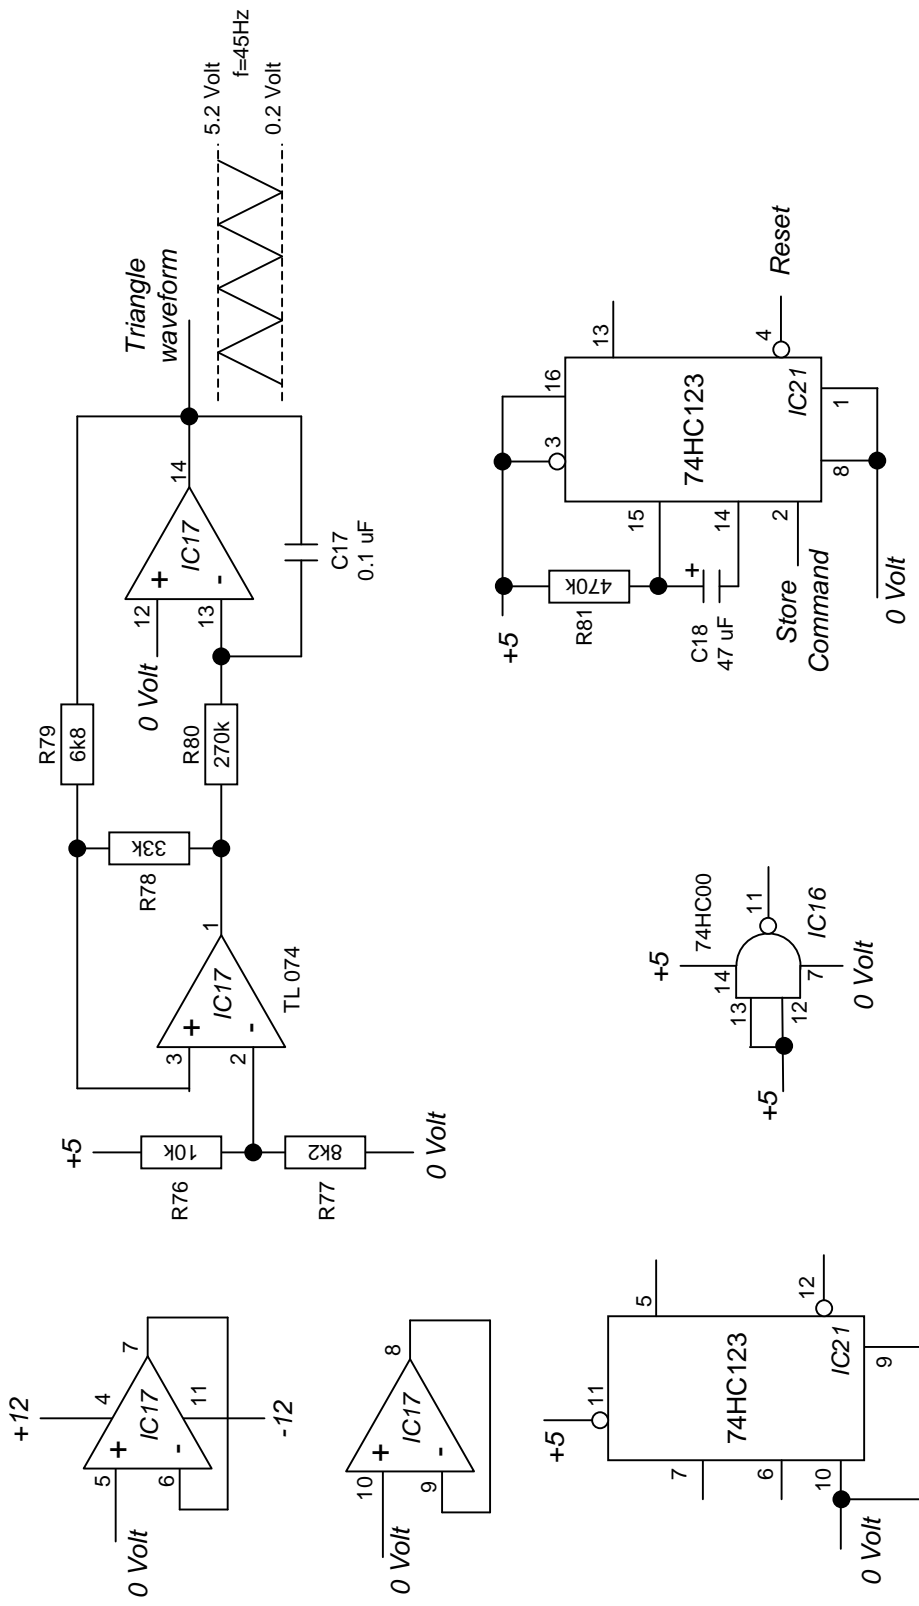 +12
4
5
+
IC17
7
-
6
11
0 Volt
-12
10
+
IC17
8
-
9
0 Volt
+5
11
5
7
74HC123
6
12
10
IC21
9
0 Volt
+5
R76
10k
R77
8k2
0 Volt
3
+
IC17
1
2
-
TL 074
R78
33k
R79
6k8
R80
270k
12
+
IC17
14
0 Volt
13
-
C17
0.1 uF
Triangle
waveform
5.2 Volt
f=45Hz
0.2 Volt
+5
14
74HC00
13
11
12
7
IC16
+5
0 Volt
+5
R81
470k
+
C18
47 uF
3
16
13
15
74HC123
14
2
4
Reset
IC21
8
1
Store
Command
0 Volt